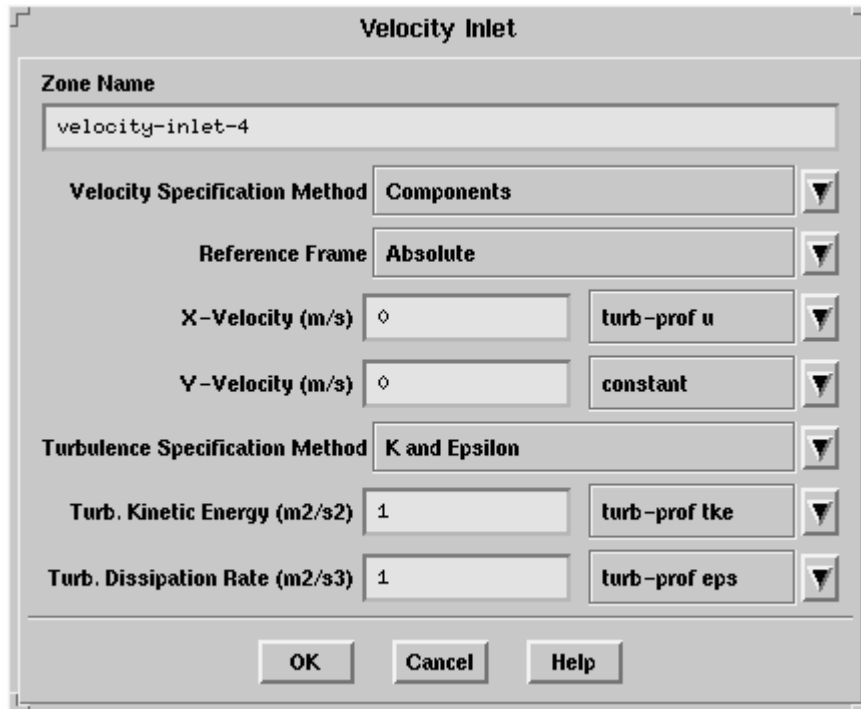 Velocity Inlet
Zone Name
velocity-inlet-4
Velocity Specification Method Components
Reference Frame Absolute
X-Velocity (m/s) 0 turb-prof u
Y-Velocity (m/s) 0 constant
Turbulence Specification Method K and Epsilon
Turb. Kinetic Energy (m2/s2) 1 turb-prof tke
Turb. Dissipation Rate (m2/s3) 1 turb-prof eps
OK Cancel Help